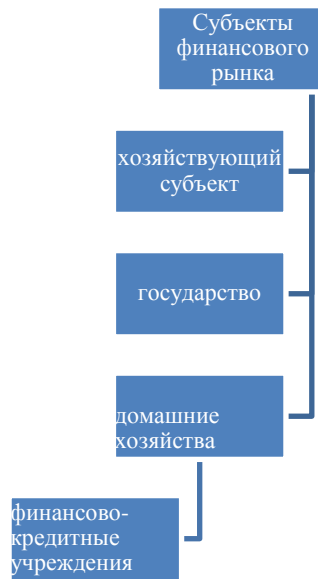 Субъекты
финансового
рынка
хозяйствующий
субъект
государство
домашние
хозяйства
финансово-
кредитные
учреждения